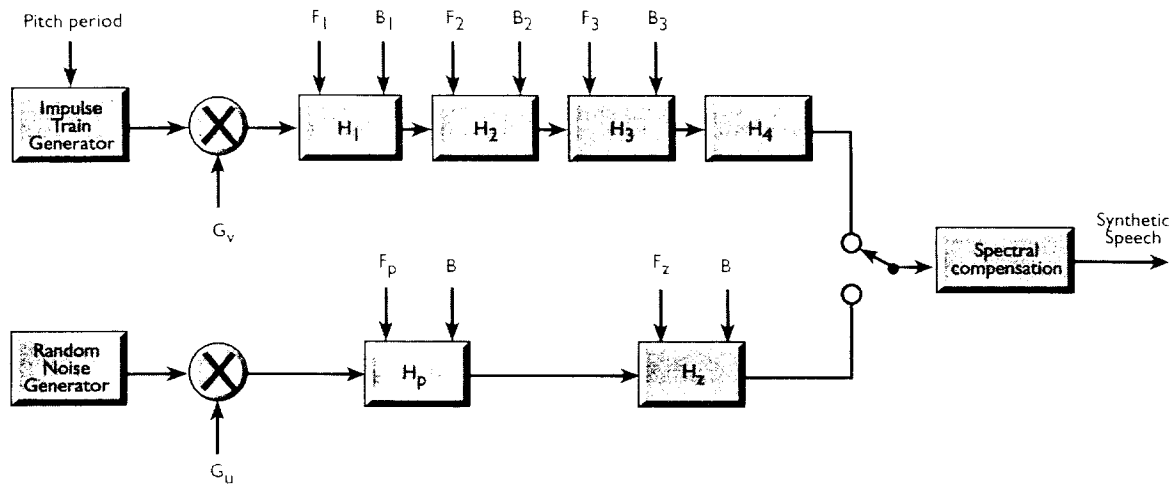 Pitch period
F1 B1 F2 B2 F3 B3
Impulse
Train
Generator
H1 H2 H3 H4
Gv
Synthetic
Speech
Spectral
compensation
Fp B Fz B
Random
Noise
Generator
Hp Hz
Gu